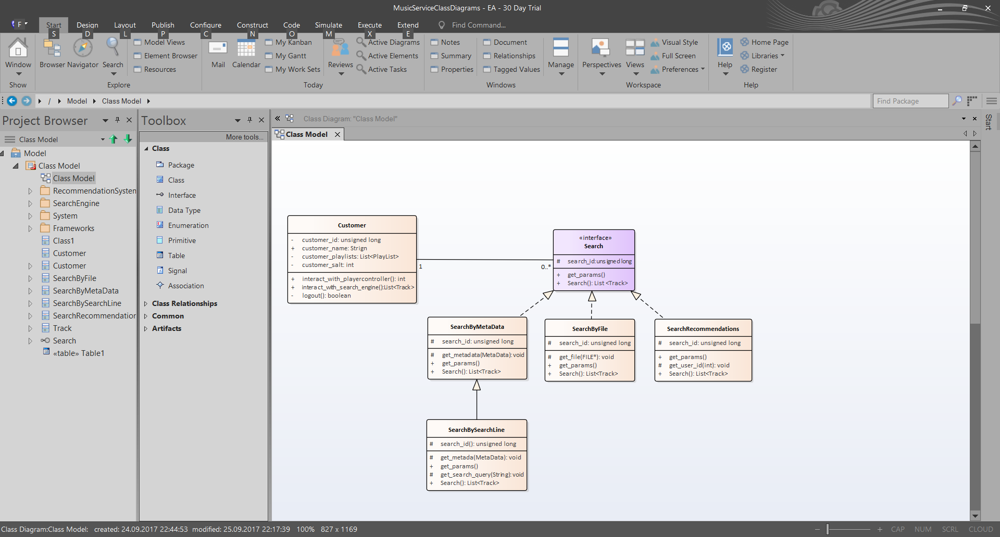 MusicServiceClassDiagrams - EA - 30 Day Trial
F
Start Design Layout Publish Configure Construct Code Simulate Execute Extend Find Command...
S D L P C N O M X E
Window
Show
Browser Navigator Search
Model Views
Element Browser
Resources
Explore
Mail Calendar
My Kanban
My Gantt
My Work Sets
Reviews
Active Diagrams
Active Elements
Active Tasks
Today
Notes
Summary
Properties
Document
Relationships
Tagged Values
Windows
Manage
Perspectives Views
Visual Style
Full Screen
Preferences
Workspace
Help
Home Page
Libraries
Register
Help
/ Model Class Model
Find Package
Project Browser
Class Model
Model
Class Model
Class Model
RecommendationSysten
SearchEngine
System
Frameworks
Class1
Customer
Customer
SearchByFile
SearchByMetaData
SearchBySearchLine
SearchRecommendation
Track
Search
«table» Table1
Toolbox
More tools...
Class
Package
Class
Interface
Data Type
Enumeration
Primitive
Table
Signal
Association
Class Relationships
Common
Artifacts
Class Diagram: "Class Model"
Class Model
Start
Customer
- customer_id: unsigned long
+ customer_name: Strign
- customer_playlists: List<PlayList>
- customer_salt: int
+ interact_with_playercontroller(): int
+ interact_with_search_engine():List<Track>
- logout(): boolean
1
0..*
«interface»
Search
# search_id:unsigned long
+ get_params()
+ Search(): List <Track>
SearchByMetaData
# search_id: unsigned long
# get_metadata(MetaData): void
+ get_params()
+ Search(): List<Track>
SearchByFile
# search_id: unsigned long
# get_file(FILE*): void
+ get_params()
+ Search(): List<Track>
SearchRecommendations
# search_id: unsigned long
+ get_params()
# get_user_id(int): void
+ Search(): List<Track>
SearchBySearchLine
# search_id(): unsigned long
# get_metada(MetaData): void
+ get_params()
# get_search_query(String): void
+ Search(): List<Track>
Class Diagram:Class Model: created: 24.09.2017 22:44:53 modified: 25.09.2017 22:17:39 100% 827 x 1169
CAP NUM SCRL CLOUD